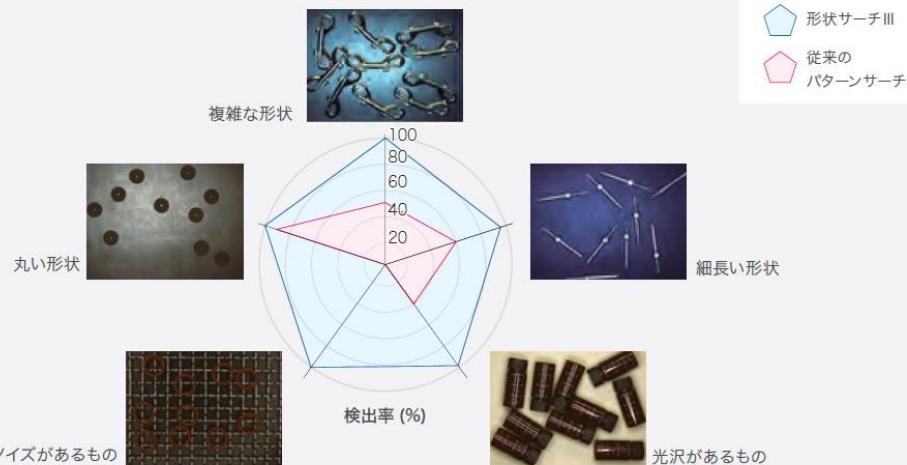 形状サーチⅢ
従来の
パターンサーチ
複雑な形状
100
80
60
40
20
丸い形状
細長い形状
検出率 (%)
ノイズがあるもの
光沢があるもの